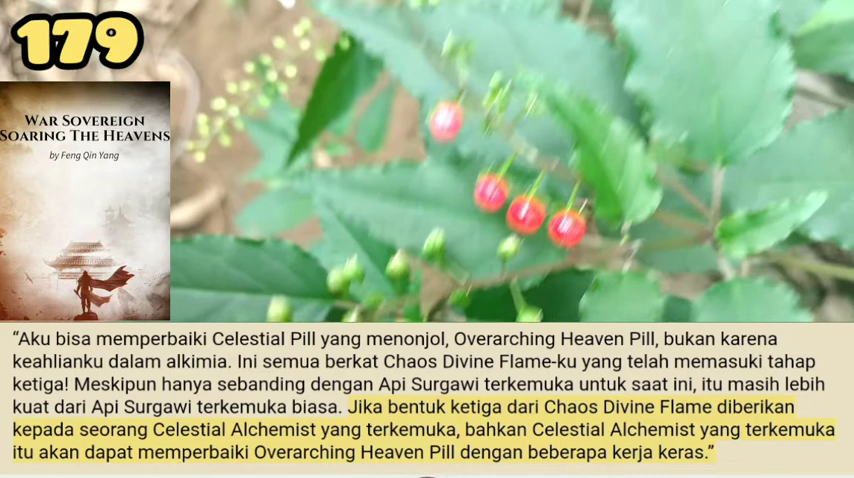 179
WAR SOVEREIGN
SOARING THE HEAVENS
by Feng Qin Yang
“Aku bisa memperbaiki Celestial Pill yang menonjol, Overarching Heaven Pill, bukan karena
keahlianku dalam alkimia. Ini semua berkat Chaos Divine Flame-ku yang telah memasuki tahap
ketiga! Meskipun hanya sebanding dengan Api Surgawi terkemuka untuk saat ini, itu masih lebih
kuat dari Api Surgawi terkemuka biasa. Jika bentuk ketiga dari Chaos Divine Flame diberikan
kepada seorang Celestial Alchemist yang terkemuka, bahkan Celestial Alchemist yang terkemuka
itu akan dapat memperbaiki Overarching Heaven Pill dengan beberapa kerja keras.”